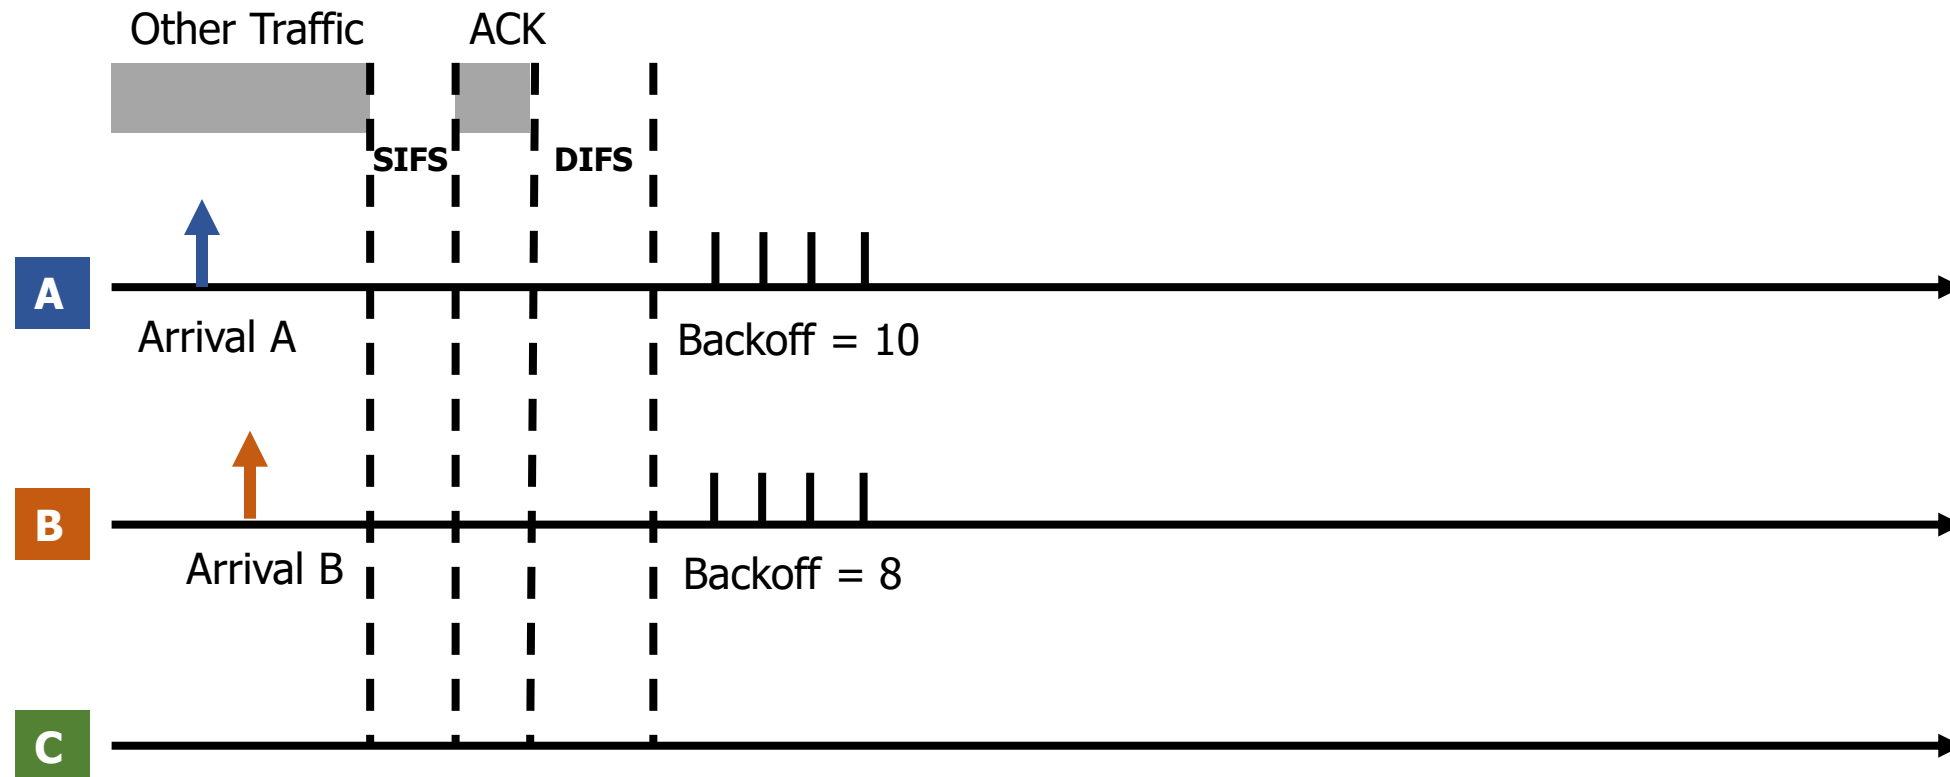 Other Traffic
ACK
SIFS
DIFS
A
Arrival A
Backoff = 10
B
Arrival B
Backoff = 8
C